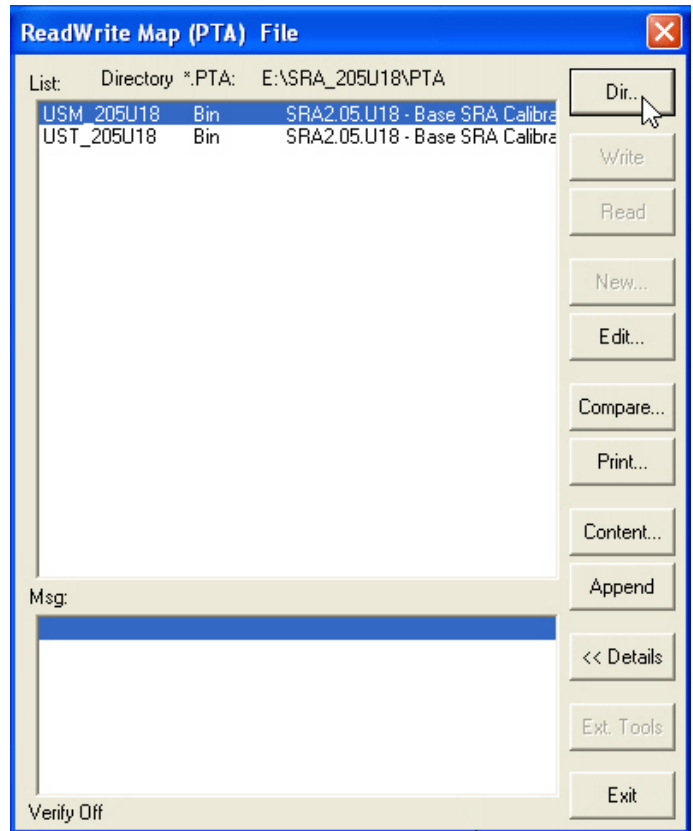 ReadWrite Map (PTA) File
List: Directory *.PTA: E:\SRA_205U18\PTA
USM_205U18 Bin SRA2.05.U18 - Base SRA Calibra
UST_205U18 Bin SRA2.05.U18 - Base SRA Calibra
Dir...
Write
Read
New...
Edit...
Compare...
Print...
Content...
Append
Msg:
<< Details
Ext. Tools
Exit
Verify Off